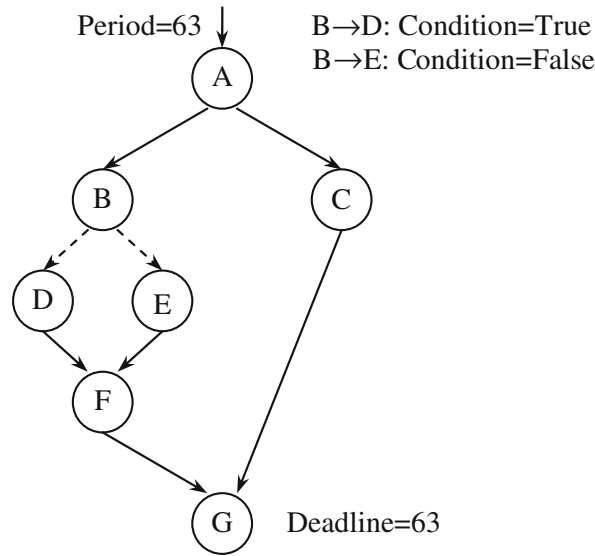 Period=63
B→D: Condition=True
B→E: Condition=False
A
B
C
D
E
F
G
Deadline=63